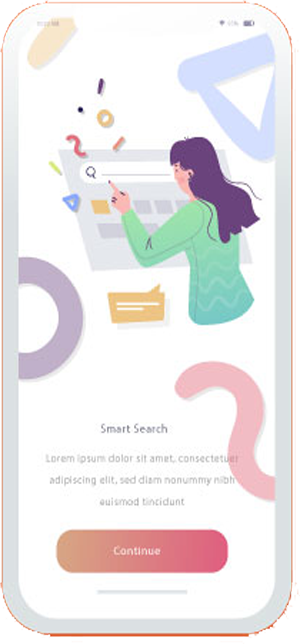 Smart Search
Lorem ipsum dolor sit amet, consectetuer
adipiscing elit, sed diam nonummy nibh
euismod tincidunt
Continue